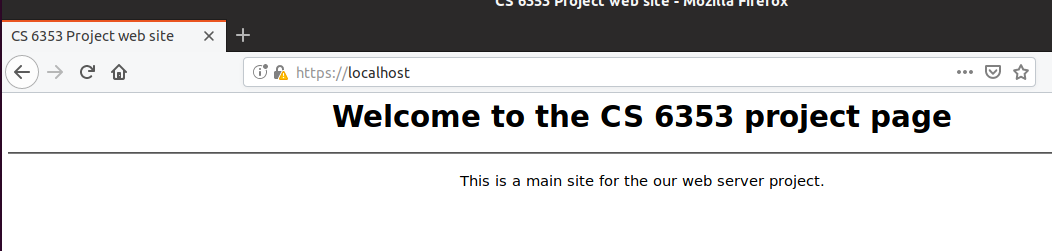 CS 6353 Project web site - Mozilla Firefox
CS 6353 Project web site
https://localhost
Welcome to the CS 6353 project page
This is a main site for the our web server project.